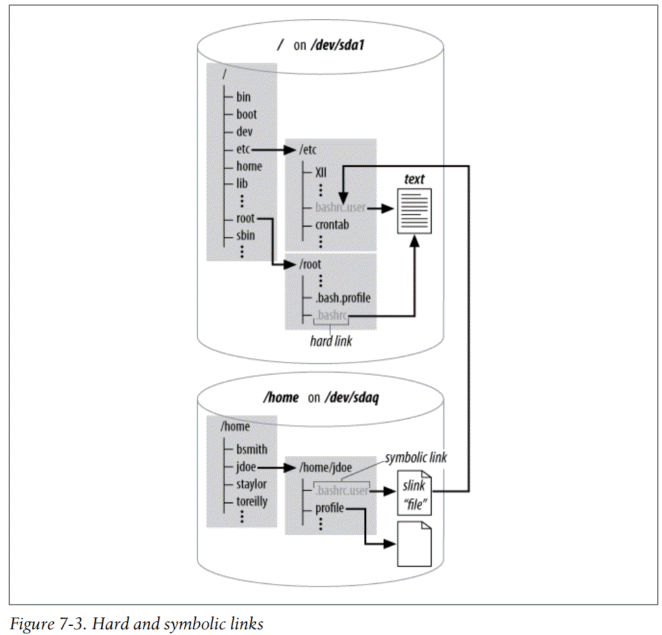 / on /dev/sda1
/
bin
boot
dev
etc
home
lib
root
sbin
/etc
XII
bashrc.user
crontab
text
/root
.bash.profile
.bashrc
hard link
/home on /dev/sdaq
/home
bsmith
jdoe
staylor
toreilly
symbolic link
/home/jdoe
.bashrc.user
profile
slink
"file"
Figure 7-3. Hard and symbolic links